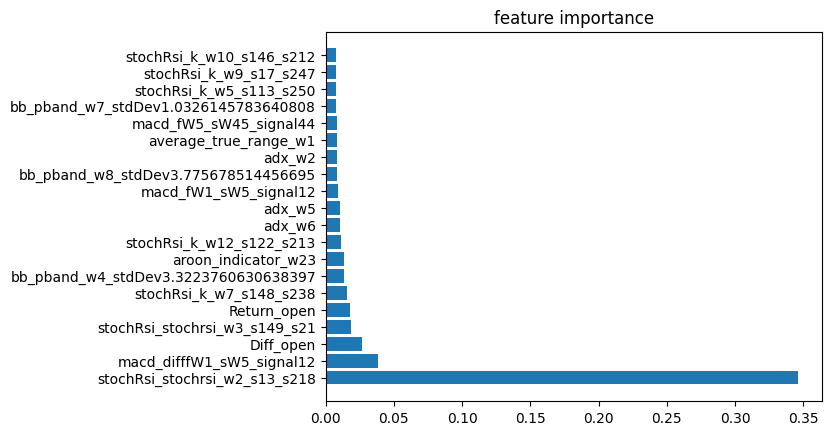 feature importance
stochRsi_k_w10_s146_s212
stochRsi_k_w9_s17_s247
stochRsi_k_w5_s113_s250
bb_pband_w7_stdDev1.0326145783640808
macd_fW5_sW45_signal44
average_true_range_w1
adx_w2
bb_pband_w8_stdDev3.775678514456695
macd_fW1_sW5_signal12
adx_w5
adx_w6
stochRsi_k_w12_s122_s213
aroon_indicator_w23
bb_pband_w4_stdDev3.3223760630638397
stochRsi_k_w7_s148_s238
Return_open
stochRsi_stochrsi_w3_s149_s21
Diff_open
macd_difffW1_sW5_signal12
stochRsi_stochrsi_w2_s13_s218
0.00 0.05 0.10 0.15 0.20 0.25 0.30 0.35